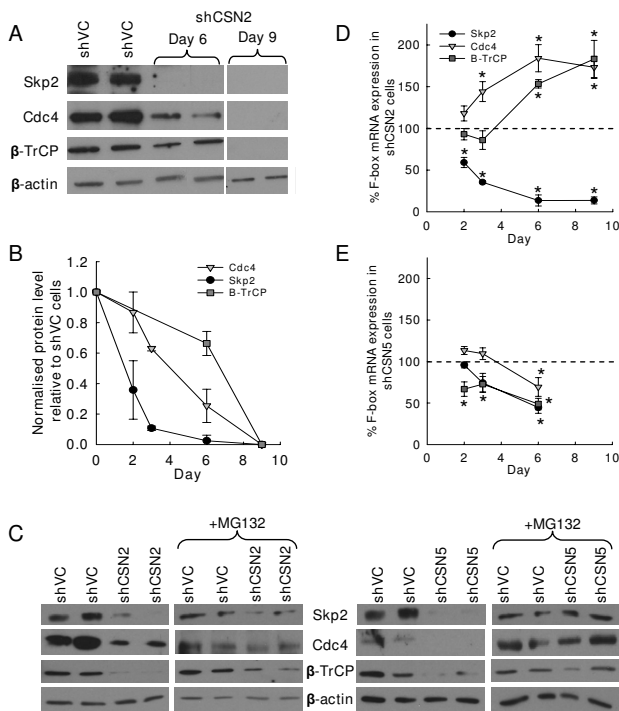 A
shVC
shVC
shCSN2
Day 6
Day 9
Skp2
Cdc4
β-TrCP
β-actin
B
Normalised protein level
relative to shVC cells
1.2
1.0
0.8
0.6
0.4
0.2
0.0
0 2 4 6 8 10
Day
Cdc4
Skp2
B-TrCP
D
% F-box mRNA expression in
shCSN2 cells
200
150
100
50
0
0 2 4 6 8 10
Day
Skp2
Cdc4
B-TrCP
* * * * * * * * *
E
% F-box mRNA expression in
shCSN5 cells
200
150
100
50
0
0 2 4 6 8 10
Day
* * * * *
C
+MG132
+MG132
shVC shVC shCSN2 shCSN2 shVC shVC shCSN2 shCSN2 shVC shVC shCSN5 shCSN5 shVC shVC shCSN5 shCSN5
Skp2
Cdc4
β-TrCP
β-actin